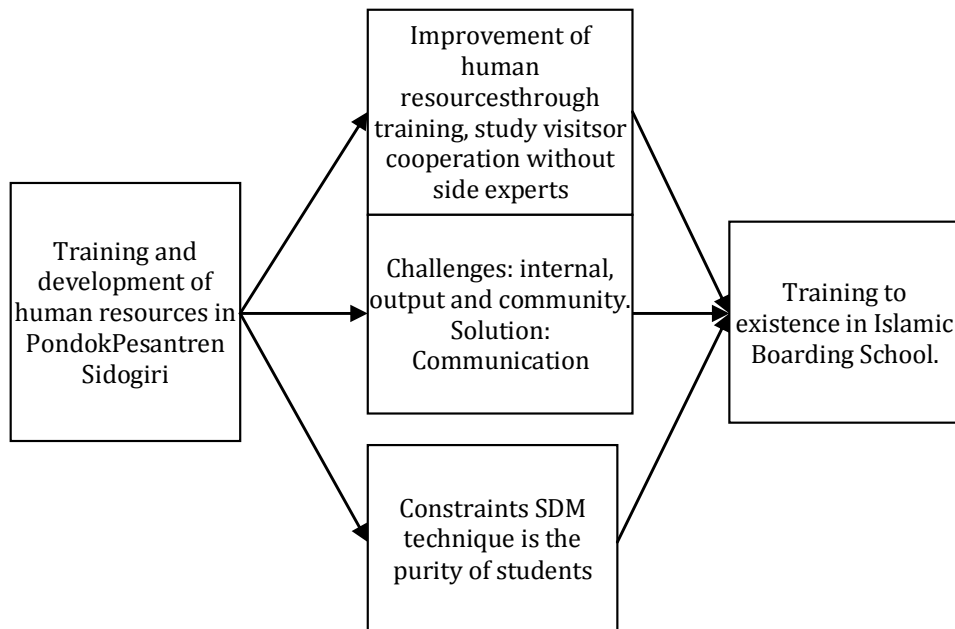 Training and
development of
human resources in
PondokPesantren
Sidogiri
Improvement of
human
resourcesthrough
training, study visitsor
cooperation without
side experts
Challenges: internal,
output and community.
Solution:
Communication
Constraints SDM
technique is the
purity of students
Training to
existence in Islamic
Boarding School.